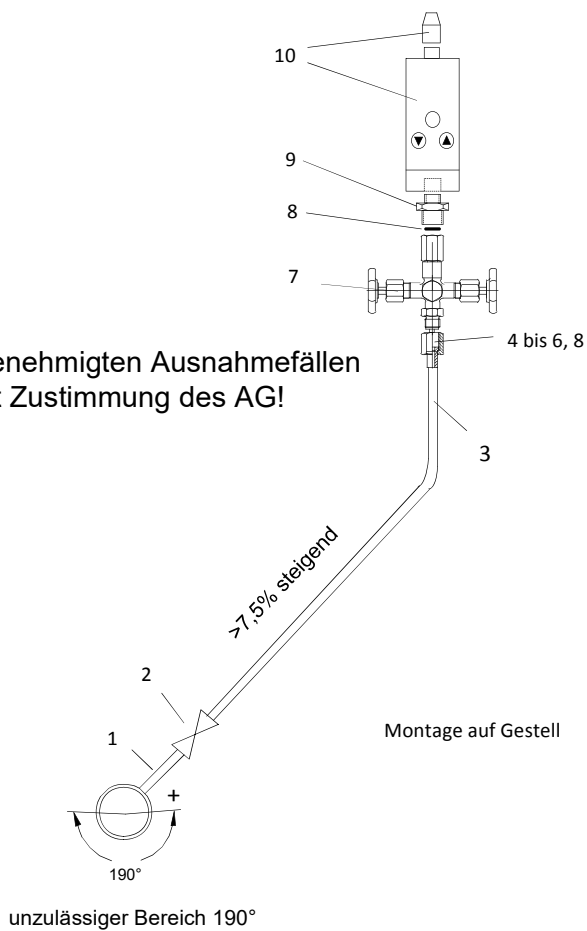 10
9
8
7
4 bis 6, 8
enehmigten Ausnahmefällen
Zustimmung des AG!
3
>7,5% steigend
2
1
Montage auf Gestell
+
190°
unzulässiger Bereich 190°